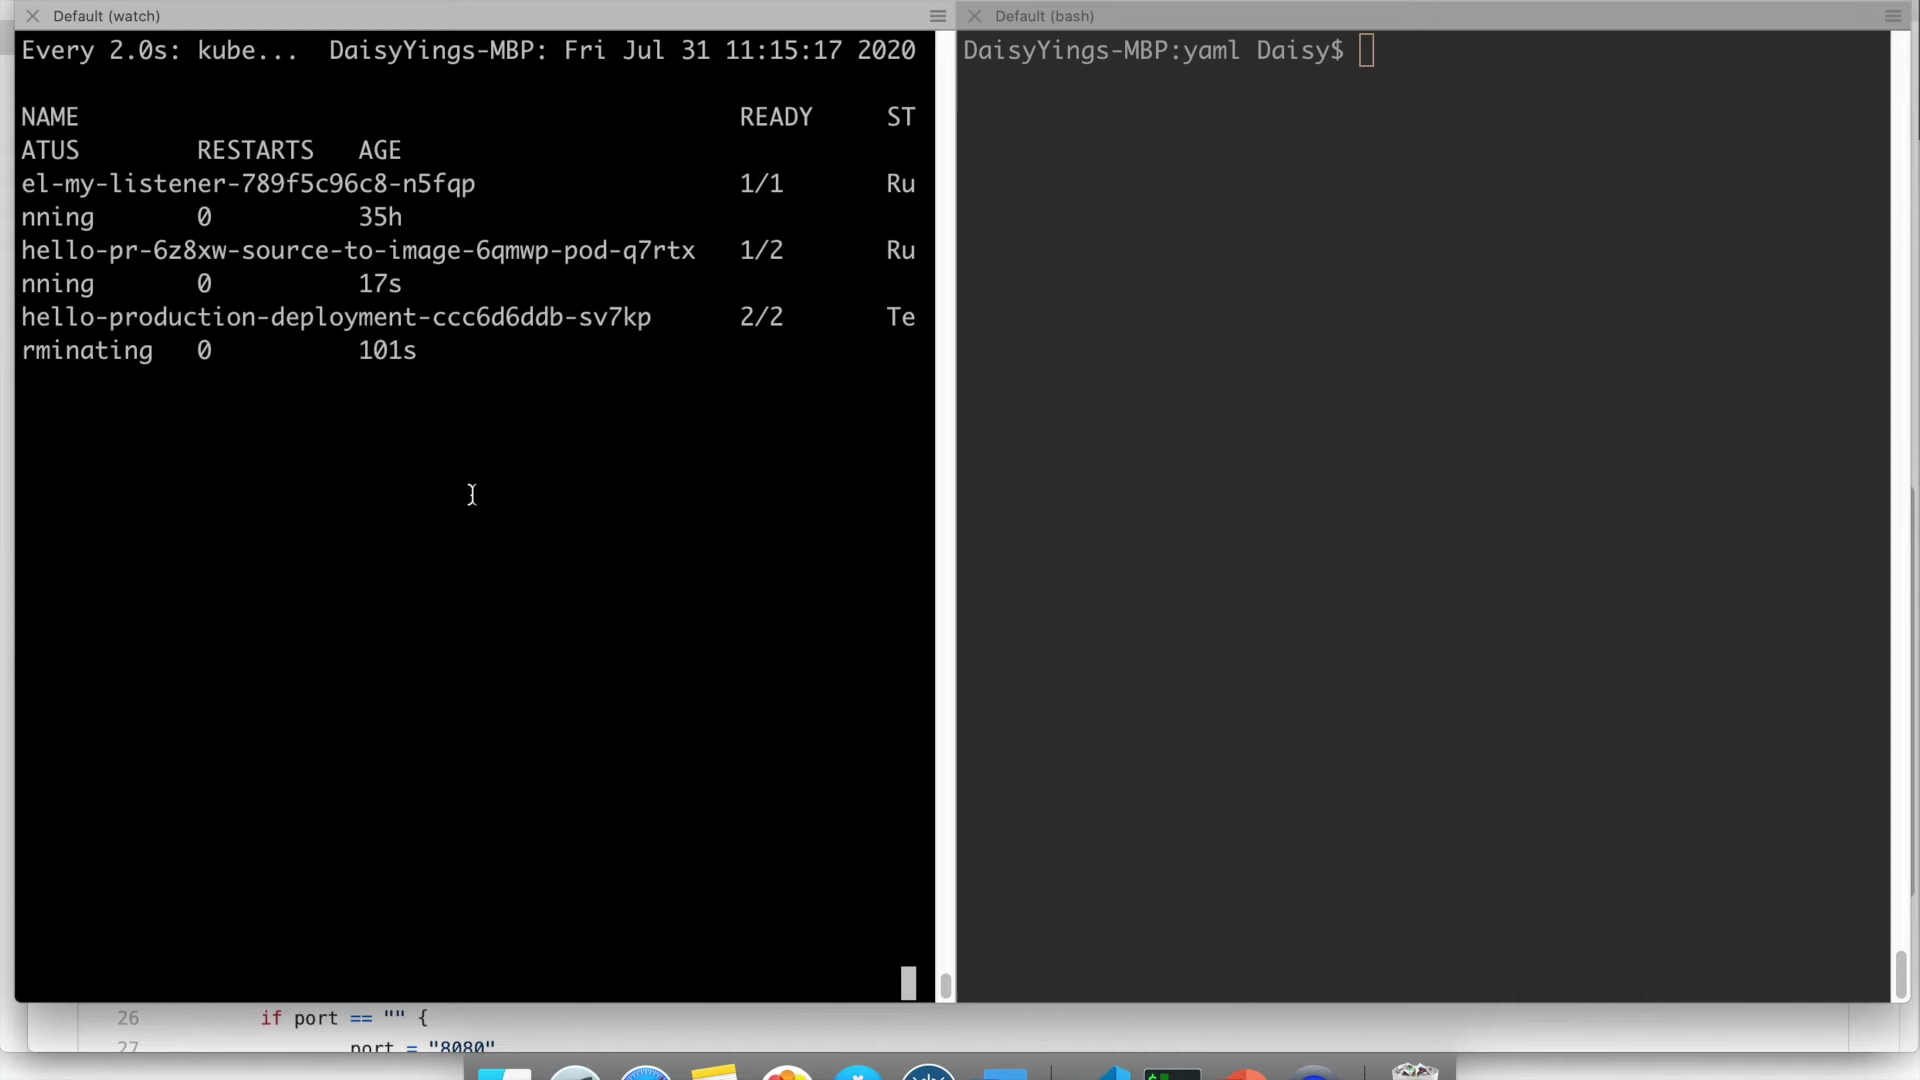 Default (watch)
Default (bash)
Every 2.0s: kube...  DaisyYings-MBP: Fri Jul 31 11:15:17 2020
DaisyYings-MBP:yaml Daisy$
NAME READY ST
ATUS RESTARTS AGE
el-my-listener-789f5c96c8-n5fqp 1/1 Ru
nning 0 35h
hello-pr-6z8xw-source-to-image-6qmwp-pod-q7rtx 1/2 Ru
nning 0 17s
hello-production-deployment-ccc6d6ddb-sv7kp 2/2 Te
rminating 0 101s
26 if port == "" {
27 port = "8080"